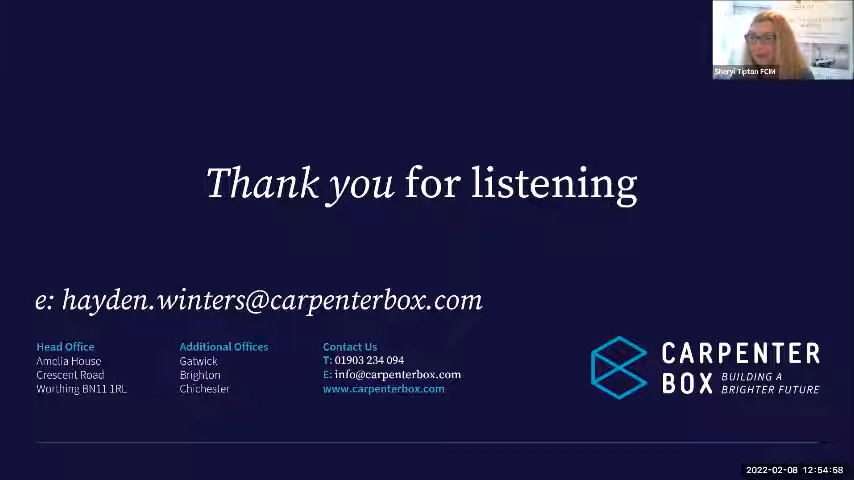 Sheryl Tipton FCIM
Thank you for listening
e: hayden.winters@carpenterbox.com
Head Office
Amelia House
Crescent Road
Worthing BN11 1RL
Additional Offices
Gatwick
Brighton
Chichester
Contact Us
T: 01903 234 094
E: info@carpenterbox.com
www.carpenterbox.com
CARPENTER
BOX BUILDING A
BRIGHTER FUTURE
2022-02-08 12:54:58